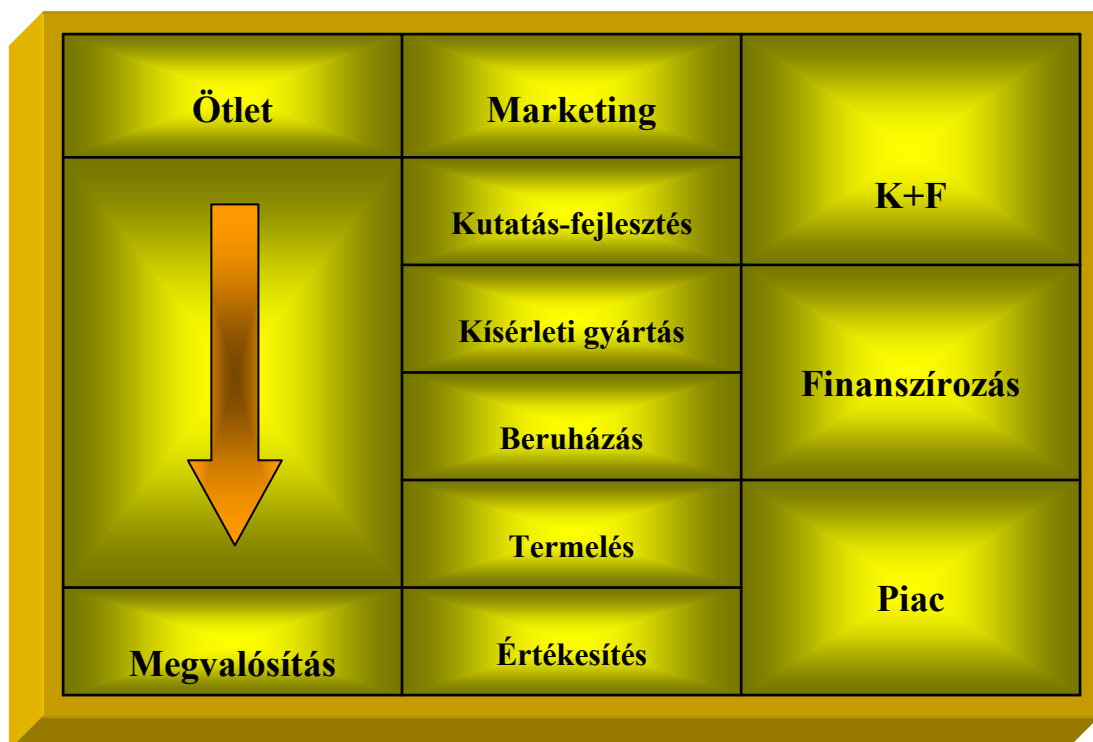 Ötlet
Marketing
K+F
Kutatás-fejlesztés
Kísérleti gyártás
Finanszírozás
Beruházás
Termelés
Piac
Megvalósítás
Értékesítés